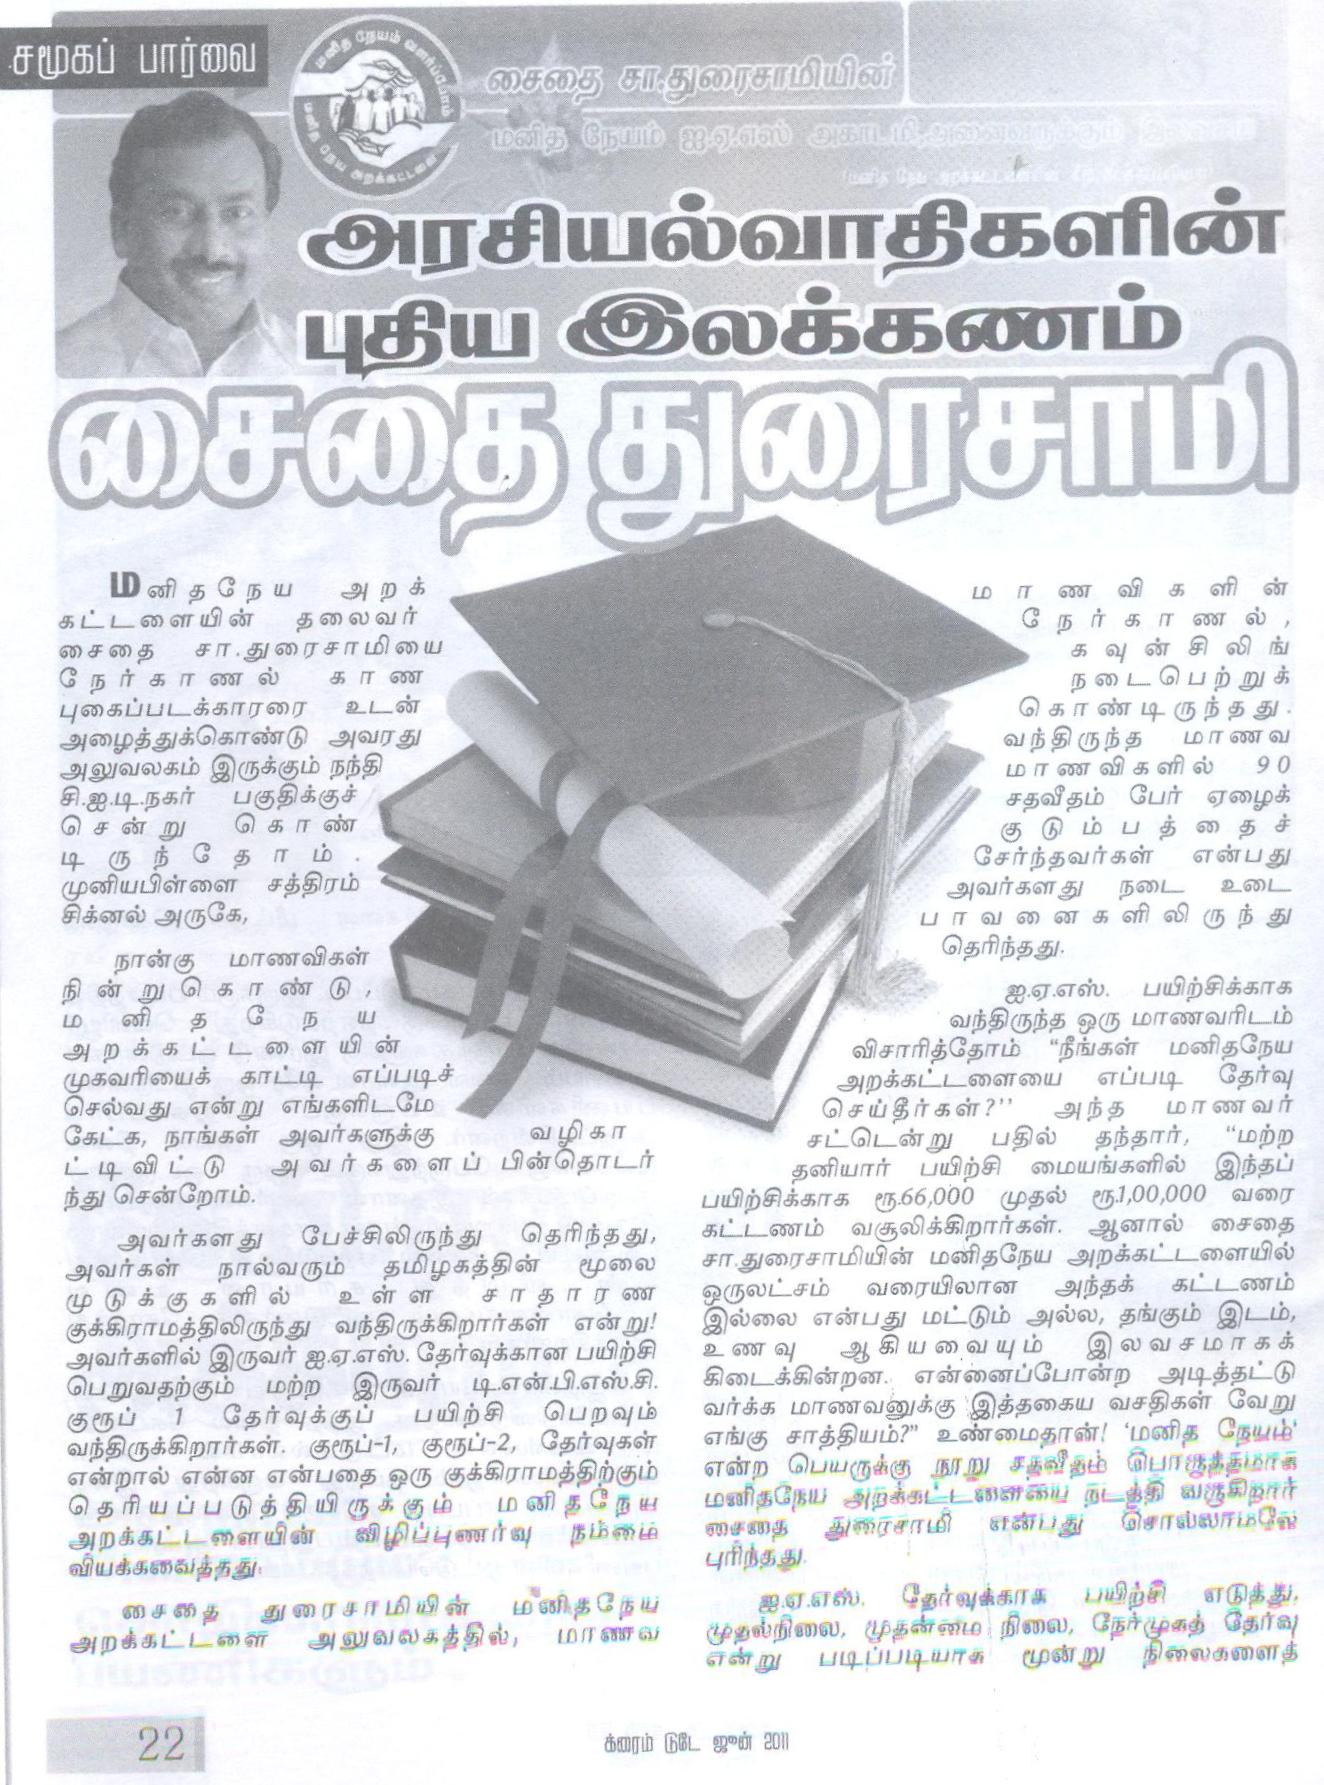 சமூகப் பார்வை
மனித நேயம் வளர்ப்போம்
மனித நேய அறக்கட்டளை
சைதை சா.துரைசாமியின்
மனித நேயம் ஐ.ஏ.எஸ் அகாடமி,அனைவருக்கும்
அரசியல்வாதிகளின்
புதிய இலக்கணம்
சைதை துரைசாமி
மனிதநேய அறக்
கட்டளையின் தலைவர்
சைதை சா.துரைசாமியை
நேர்காணல் காண
புகைப்படக்காரரை உடன்
அழைத்துக்கொண்டு அவரது
அலுவலகம் இருக்கும் நந்தி
சி.ஐ.டி.நகர் பகுதிக்குச்
சென்று கொண்
டிருந்தோம்.
முனியபிள்ளை சத்திரம்
சிக்னல் அருகே,
நான்கு மாணவிகள்
நின்றுகொண்டு,
மனிதநேய
அறக்கட்டளையின்
முகவரியைக் காட்டி எப்படிச்
செல்வது என்று எங்களிடமே
கேட்க, நாங்கள் அவர்களுக்கு வழிகா
ட்டிவிட்டு அவர்களைப் பின்தொடர்
ந்து சென்றோம்.
அவர்களது பேச்சிலிருந்து தெரிந்தது,
அவர்கள் நால்வரும் தமிழகத்தின் மூலை
முடுக்குகளில் உள்ள சாதாரண
குக்கிராமத்திலிருந்து வந்திருக்கிறார்கள் என்று!
அவர்களில் இருவர் ஐ.ஏ.எஸ். தேர்வுக்கான பயிற்சி
பெறுவதற்கும் மற்ற இருவர் டி.என்.பி.எஸ்.சி.
குரூப் 1 தேர்வுக்குப் பயிற்சி பெறவும்
வந்திருக்கிறார்கள். குரூப்-1, குரூப்-2, தேர்வுகள்
என்றால் என்ன என்பதை ஒரு குக்கிராமத்திற்கும்
தெரியப்படுத்தியிருக்கும் மனிதநேய
அறக்கட்டளையின் விழிப்புணர்வு நம்மை
வியக்கவைத்தது.
சைதை துரைசாமியின் மனிதநேய
அறக்கட்டளை அலுவலகத்தில், மாணவ
மாணவிகளின்
நேர்காணல்,
கவுன்சிலிங்
நடைபெற்றுக்
கொண்டிருந்தது.
வந்திருந்த மாணவ
மாணவிகளில் 90
சதவீதம் பேர் ஏழைக்
குடும்பத்தைச்
சேர்ந்தவர்கள் என்பது
அவர்களது நடை உடை
பாவனைகளிலிருந்து
தெரிந்தது.
ஐ.ஏ.எஸ். பயிற்சிக்காக
வந்திருந்த ஒரு மாணவரிடம்
விசாரித்தோம் “நீங்கள் மனிதநேய
அறக்கட்டளையை எப்படி தேர்வு
செய்தீர்கள்?’’ அந்த மாணவர்
சட்டென்று பதில் தந்தார், “மற்ற
தனியார் பயிற்சி மையங்களில் இந்தப்
பயிற்சிக்காக ரூ.66,000 முதல் ரூ.1,00,000 வரை
கட்டணம் வசூலிக்கிறார்கள். ஆனால் சைதை
சா.துரைசாமியின் மனிதநேய அறக்கட்டளையில்
ஒருலட்சம் வரையிலான அந்தக் கட்டணம்
இல்லை என்பது மட்டும் அல்ல, தங்கும் இடம்,
உணவு ஆகியவையும் இலவசமாகக்
கிடைக்கின்றன. என்னைப்போன்ற அடித்தட்டு
வர்க்க மாணவனுக்கு இத்தகைய வசதிகள் வேறு
எங்கு சாத்தியம்?” உண்மைதான்! ‘மனித நேயம்’
என்ற பெயருக்கு நூறு சதவீதம் பொருத்தமாக
மனிதநேய அறக்கட்டளையை நடத்தி வருகிறார்
சைதை துரைசாமி என்பது சொல்லாமலே
புரிந்தது.
ஐ.ஏ.எஸ். தேர்வுக்காக பயிற்சி எடுத்து,
முதல்நிலை, முதன்மை நிலை, நேர்முகத் தேர்வு
என்று படிப்படியாக மூன்று நிலைகளைத்
22
க்ரைம் டுடே ஜுன் 2011